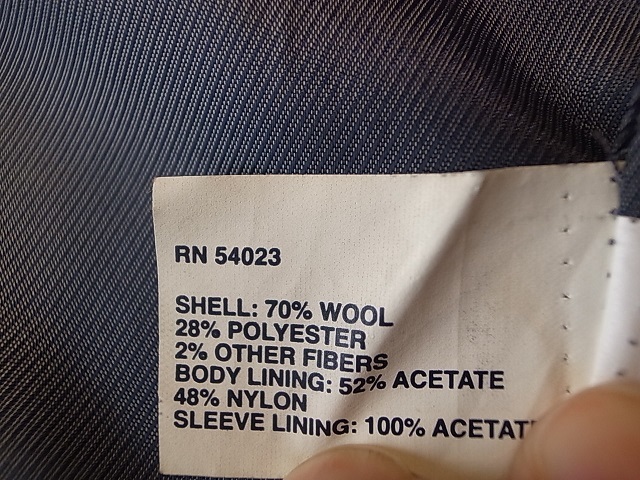 RN 54023
SHELL: 70% WOOL
28% POLYESTER
2% OTHER FIBERS
BODY LINING: 52% ACETATE
48% NYLON
SLEEVE LINING: 100% ACETAT